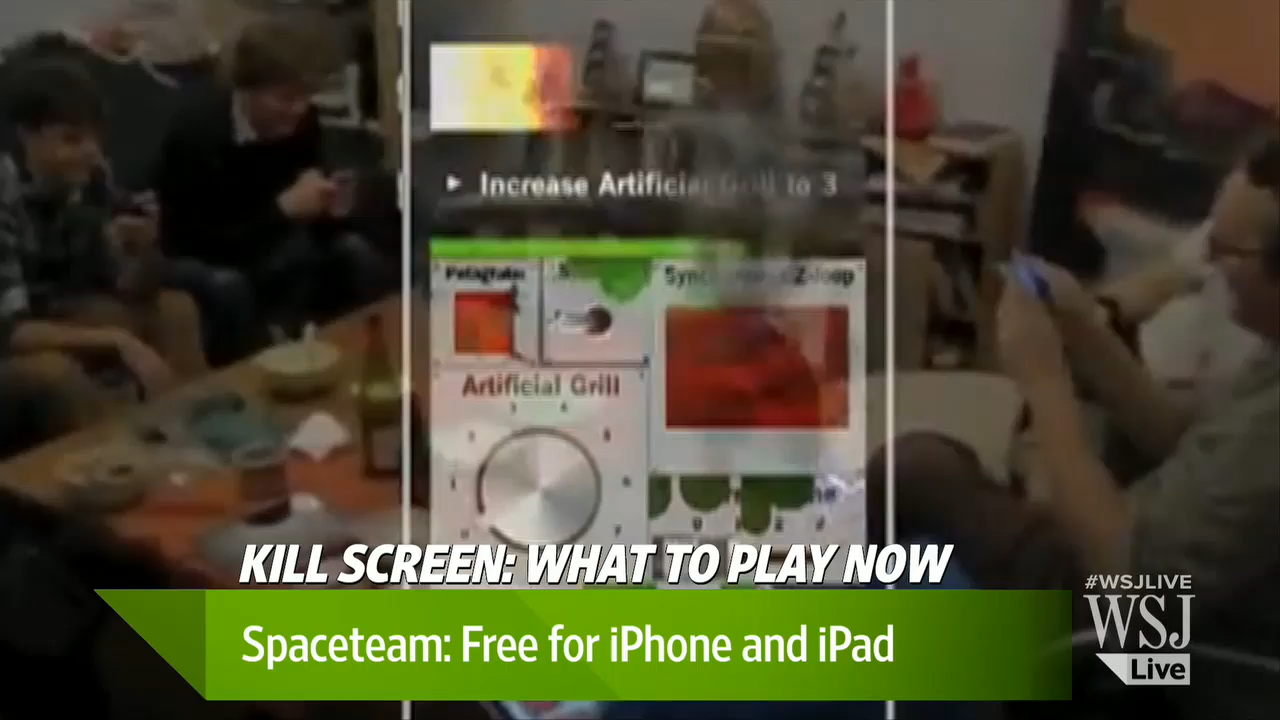 Increase Artificial Grill to 3
Artificial Grill
KILL SCREEN: WHAT TO PLAY NOW
Spaceteam: Free for iPhone and iPad
#WSJLIVE
WSJ
Live